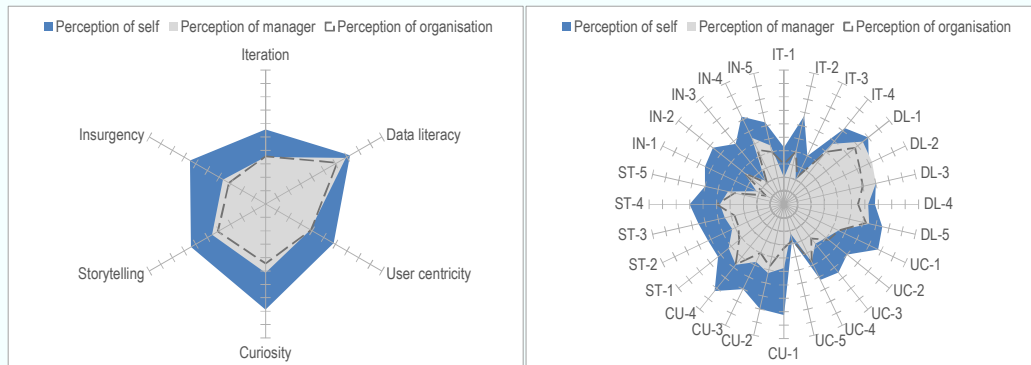 Perception of self Perception of manager Perception of organisation
Iteration
Data literacy
User centricity
Curiosity
Storytelling
Insurgency
Perception of self Perception of manager Perception of organisation
IT-1
IT-2
IT-3
IT-4
DL-1
DL-2
DL-3
DL-4
DL-5
UC-1
UC-2
UC-3
UC-4
UC-5
CU-1
CU-2
CU-3
CU-4
ST-1
ST-2
ST-3
ST-4
ST-5
IN-1
IN-2
IN-3
IN-4
IN-5